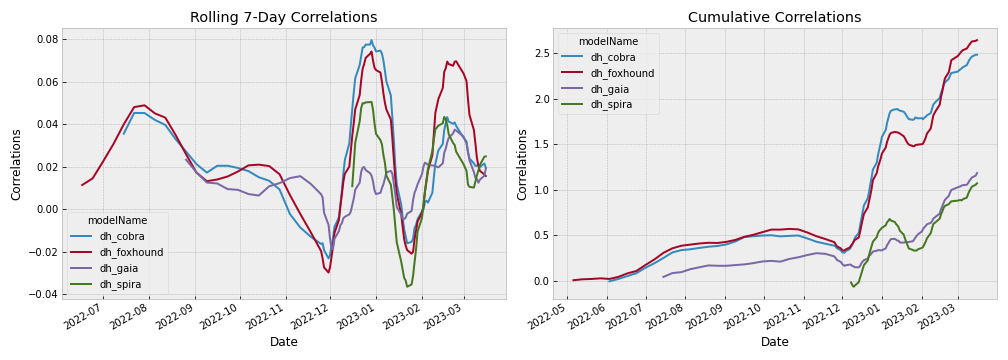 Rolling 7-Day Correlations
Correlations
0.08
0.06
0.04
0.02
0.00
−0.02
−0.04
modelName
dh_cobra
dh_foxhound
dh_gaia
dh_spira
2022-07
2022-08
2022-09
2022-10
2022-11
2022-12
2023-01
2023-02
2023-03
Date
Cumulative Correlations
Correlations
2.5
2.0
1.5
1.0
0.5
0.0
modelName
dh_cobra
dh_foxhound
dh_gaia
dh_spira
2022-05
2022-06
2022-07
2022-08
2022-09
2022-10
2022-11
2022-12
2023-01
2023-02
2023-03
Date